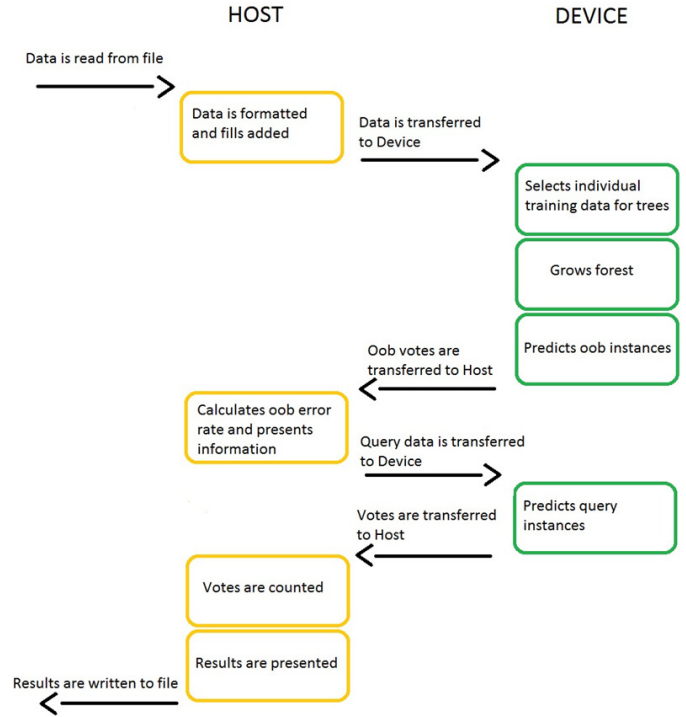 HOST
DEVICE
Data is read from file
Data is formatted
and fills added
Data is transferred
to Device
Selects individual
training data for trees
Grows forest
Predicts oob instances
Oob votes are
transferred to Host
Calculates oob error
rate and presents
information
Query data is transferred
to Device
Predicts query
instances
Votes are transferred
to Host
Votes are counted
Results are presented
Results are written to file